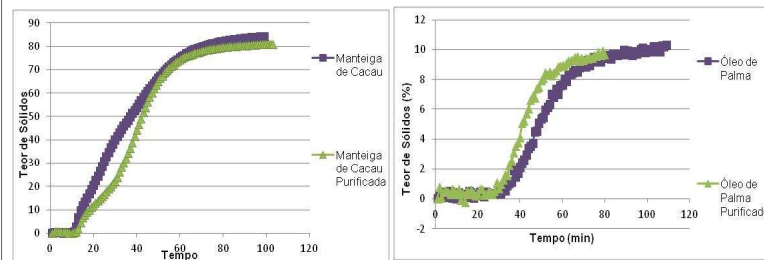 Teor de Sólidos
90
80
70
60
50
40
30
20
10
0
0 20 40 60 80 100 120
Tempo
Manteiga
de Cacau
Manteiga
de Cacau
Purificada
Teor de Sólidos (%)
12
10
8
6
4
2
0
-2
0 20 40 60 80 100 120
Tempo (min)
Óleo de
Palma
Óleo de
Palma
Purificado